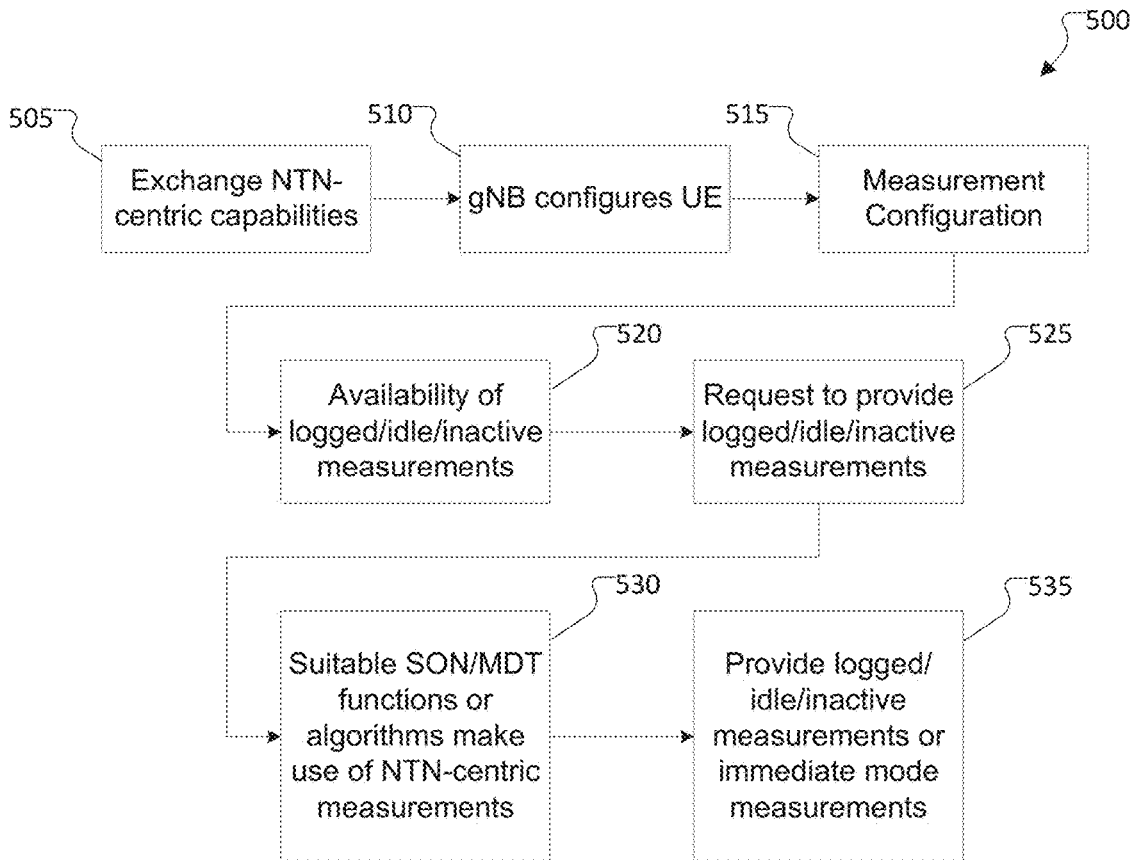 500
505
510
515
Exchange NTN-
centric capabilities
gNB configures UE
Measurement
Configuration
520
525
Availability of
logged/idle/inactive
measurements
Request to provide
logged/idle/inactive
measurements
530
535
Suitable SON/MDT
functions or
algorithms make
use of NTN-centric
measurements
Provide logged/
idle/inactive
measurements or
immediate mode
measurements